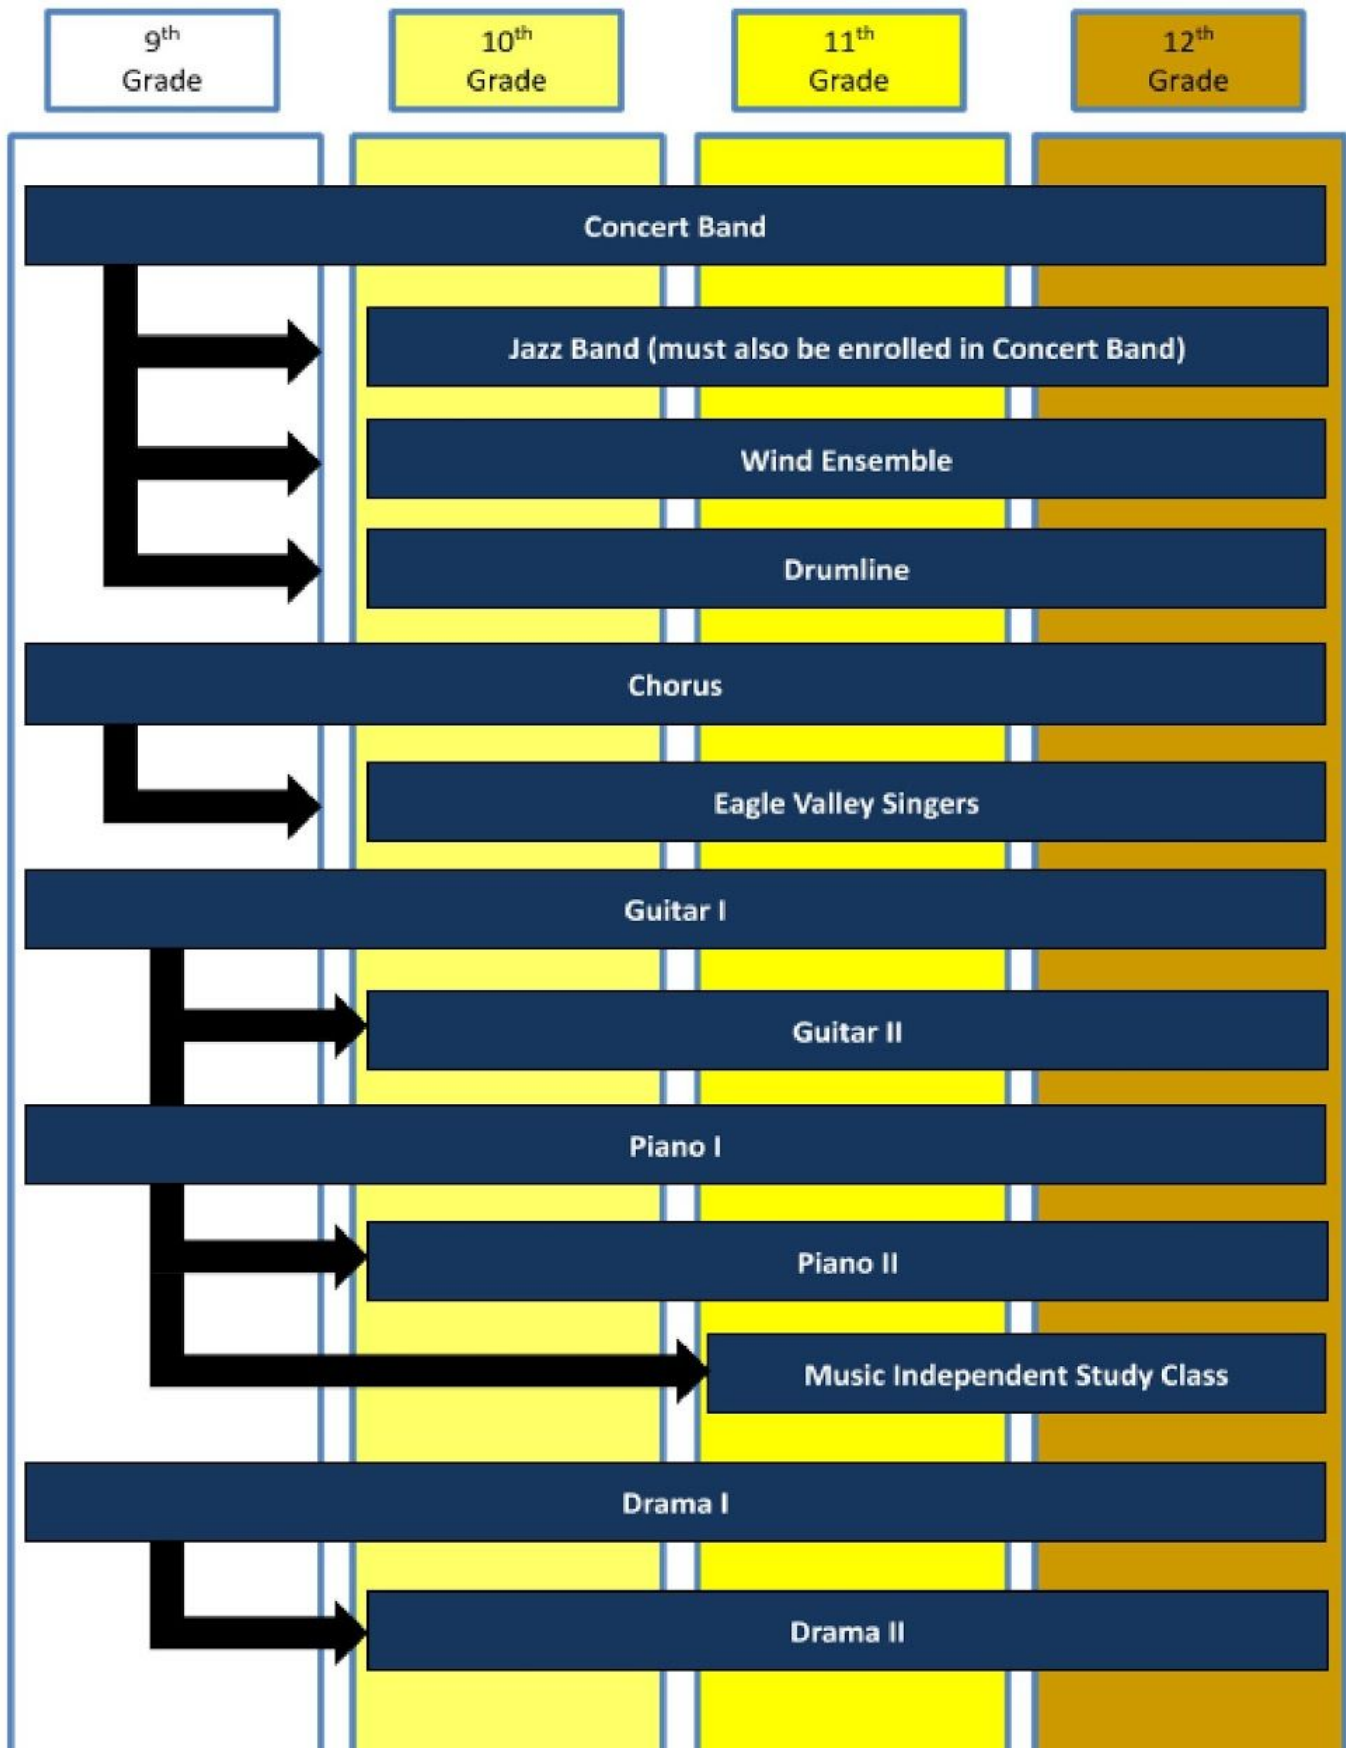 9th
Grade
10th
Grade
11th
Grade
12th
Grade
Concert Band
Jazz Band (must also be enrolled in Concert Band)
Wind Ensemble
Drumline
Chorus
Eagle Valley Singers
Guitar I
Guitar II
Piano I
Piano II
Music Independent Study Class
Drama I
Drama II